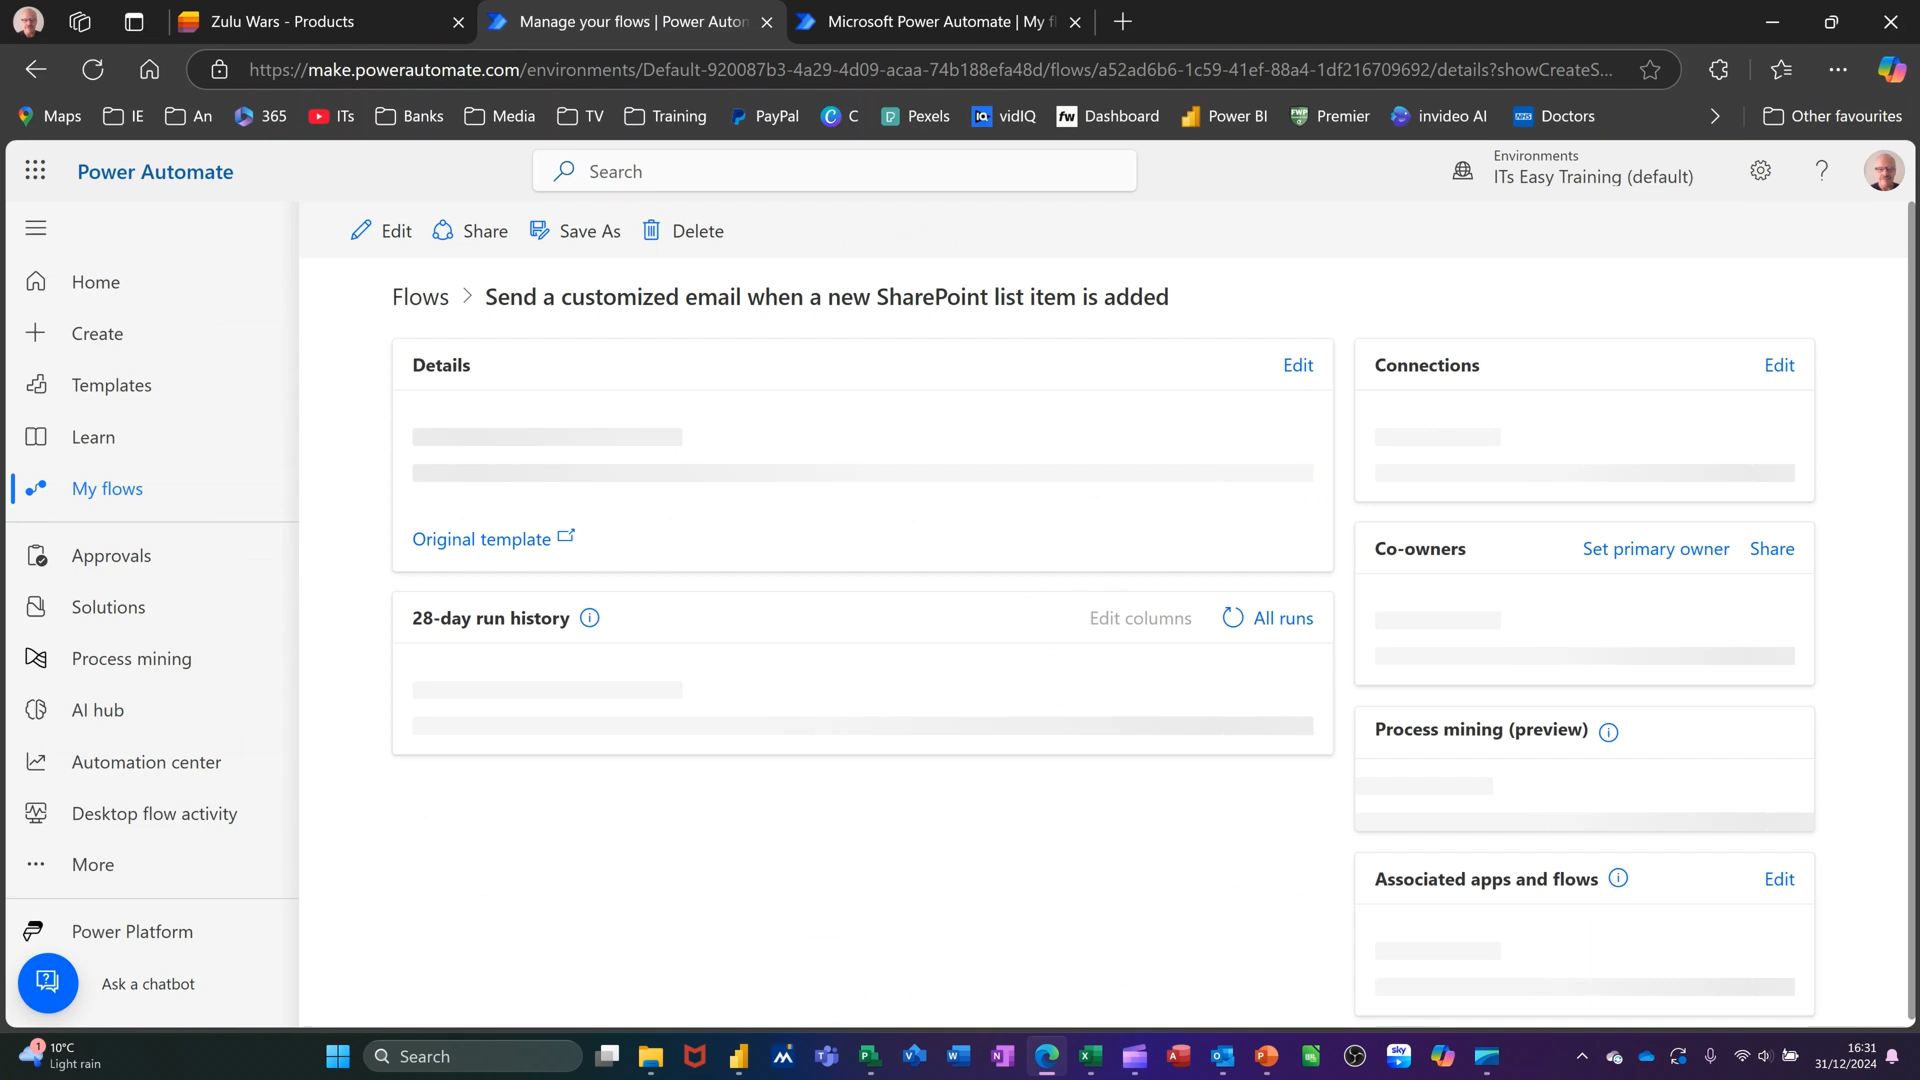 Zulu Wars - Products
Manage your flows | Power Autom
Microsoft Power Automate | My fl
https://make.powerautomate.com/environments/Default-920087b3-4a29-4d09-acaa-74b188efa48d/flows/a52ad6b6-1c59-41ef-88a4-1df216709692/details?showCreateS...
Maps
IE
An
365
ITs
Banks
Media
TV
Training
PayPal
C
Pexels
vidIQ
Dashboard
Power BI
Premier
invideo AI
Doctors
Other favourites
Power Automate
Search
Environments
ITs Easy Training (default)
Edit
Share
Save As
Delete
Home
Create
Templates
Learn
My flows
Approvals
Solutions
Process mining
AI hub
Automation center
Desktop flow activity
More
Power Platform
Ask a chatbot
Flows
Send a customized email when a new SharePoint list item is added
Details
Edit
Original template
28-day run history
Edit columns
All runs
Connections
Edit
Co-owners
Set primary owner
Share
Process mining (preview)
Associated apps and flows
Edit
1
10°C
Light rain
Search
sky
16:31
31/12/2024